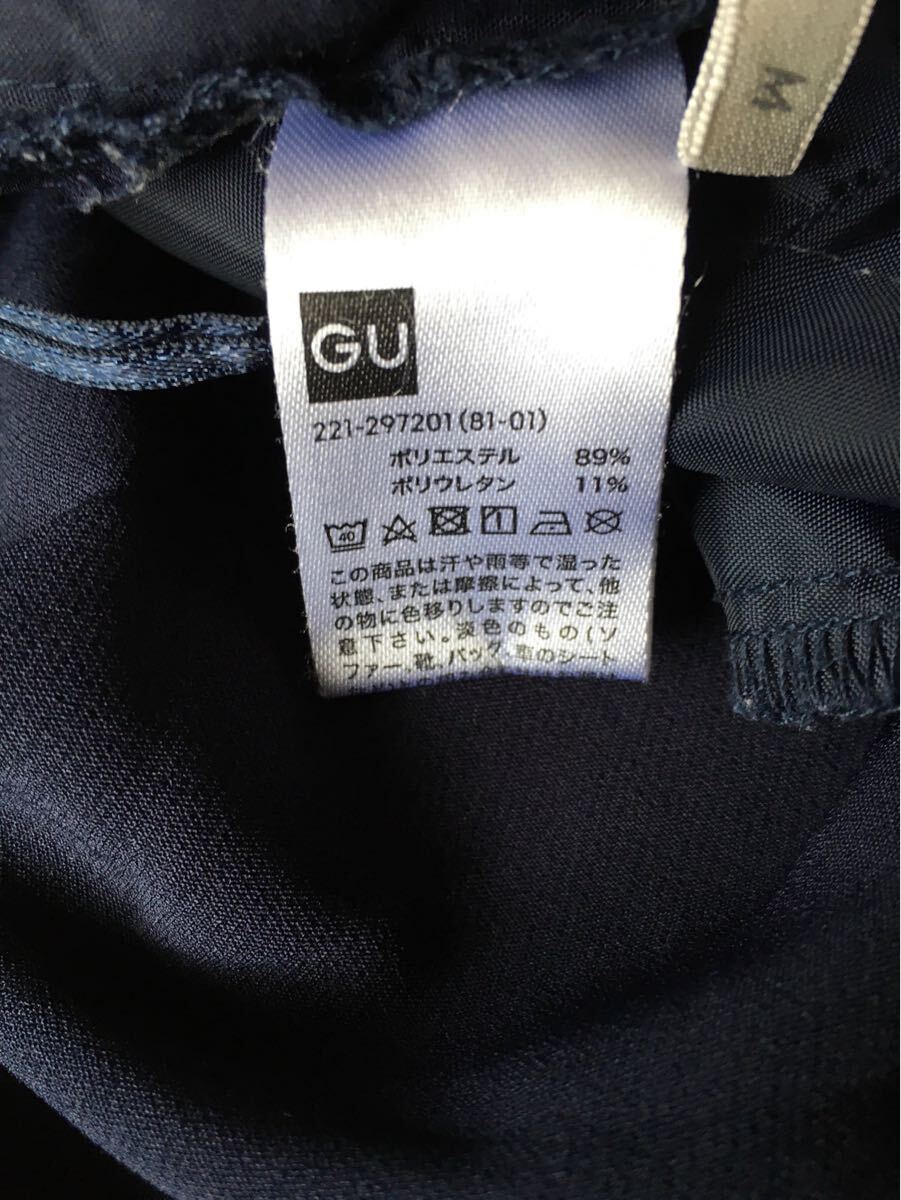 M
GU
221-297201(81-01)
ポリエステル 89%
ポリウレタン 11%
40
この商品は汗や雨等で湿った
状態、または摩擦によって、他
の物に色移りしますのでご注
意下さい。淡色のもの(ソ
ファー、靴、バッグ、車のシート